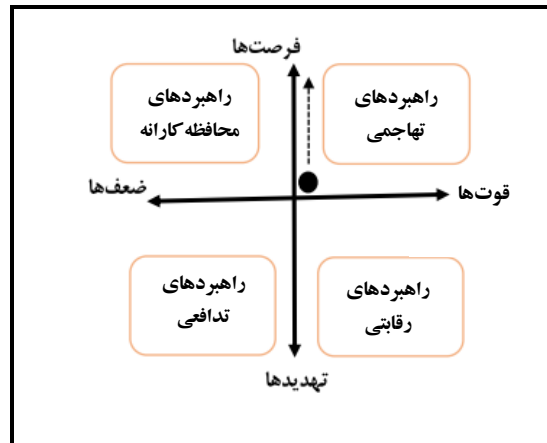 فرصت‌ها
راهبردهای
تهاجمی
راهبردهای
محافظه کارانه
قوت‌ها
ضعف‌ها
راهبردهای
رقابتی
راهبردهای
تدافعی
تهدیدها